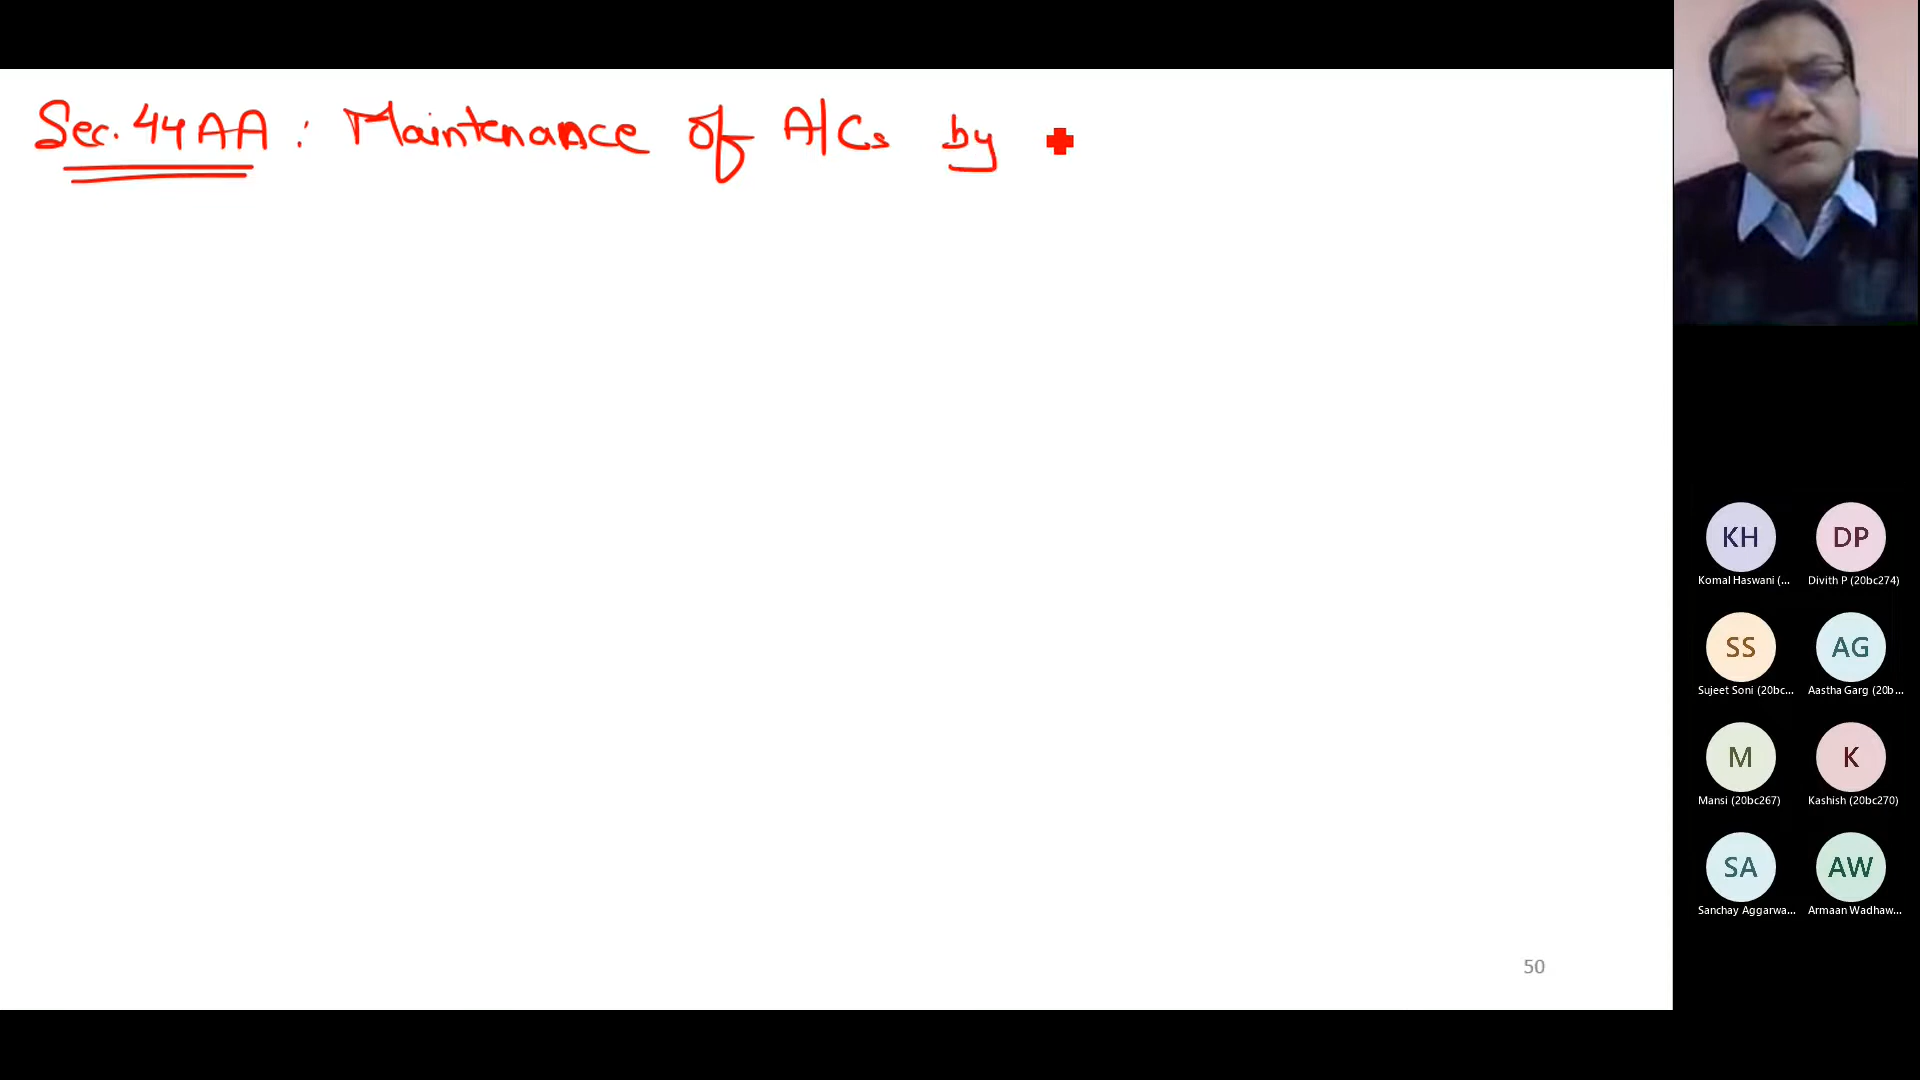 Sec. 44AA : Maintenance of A/Cs by
KH
DP
Komal Haswani (...
Divith P (20bc274)
SS
AG
Sujeet Soni (20bc...
Aastha Garg (20b...
M
K
Mansi (20bc267)
Kashish (20bc270)
SA
AW
Sanchay Aggarwa...
Armaan Wadhaw...
50